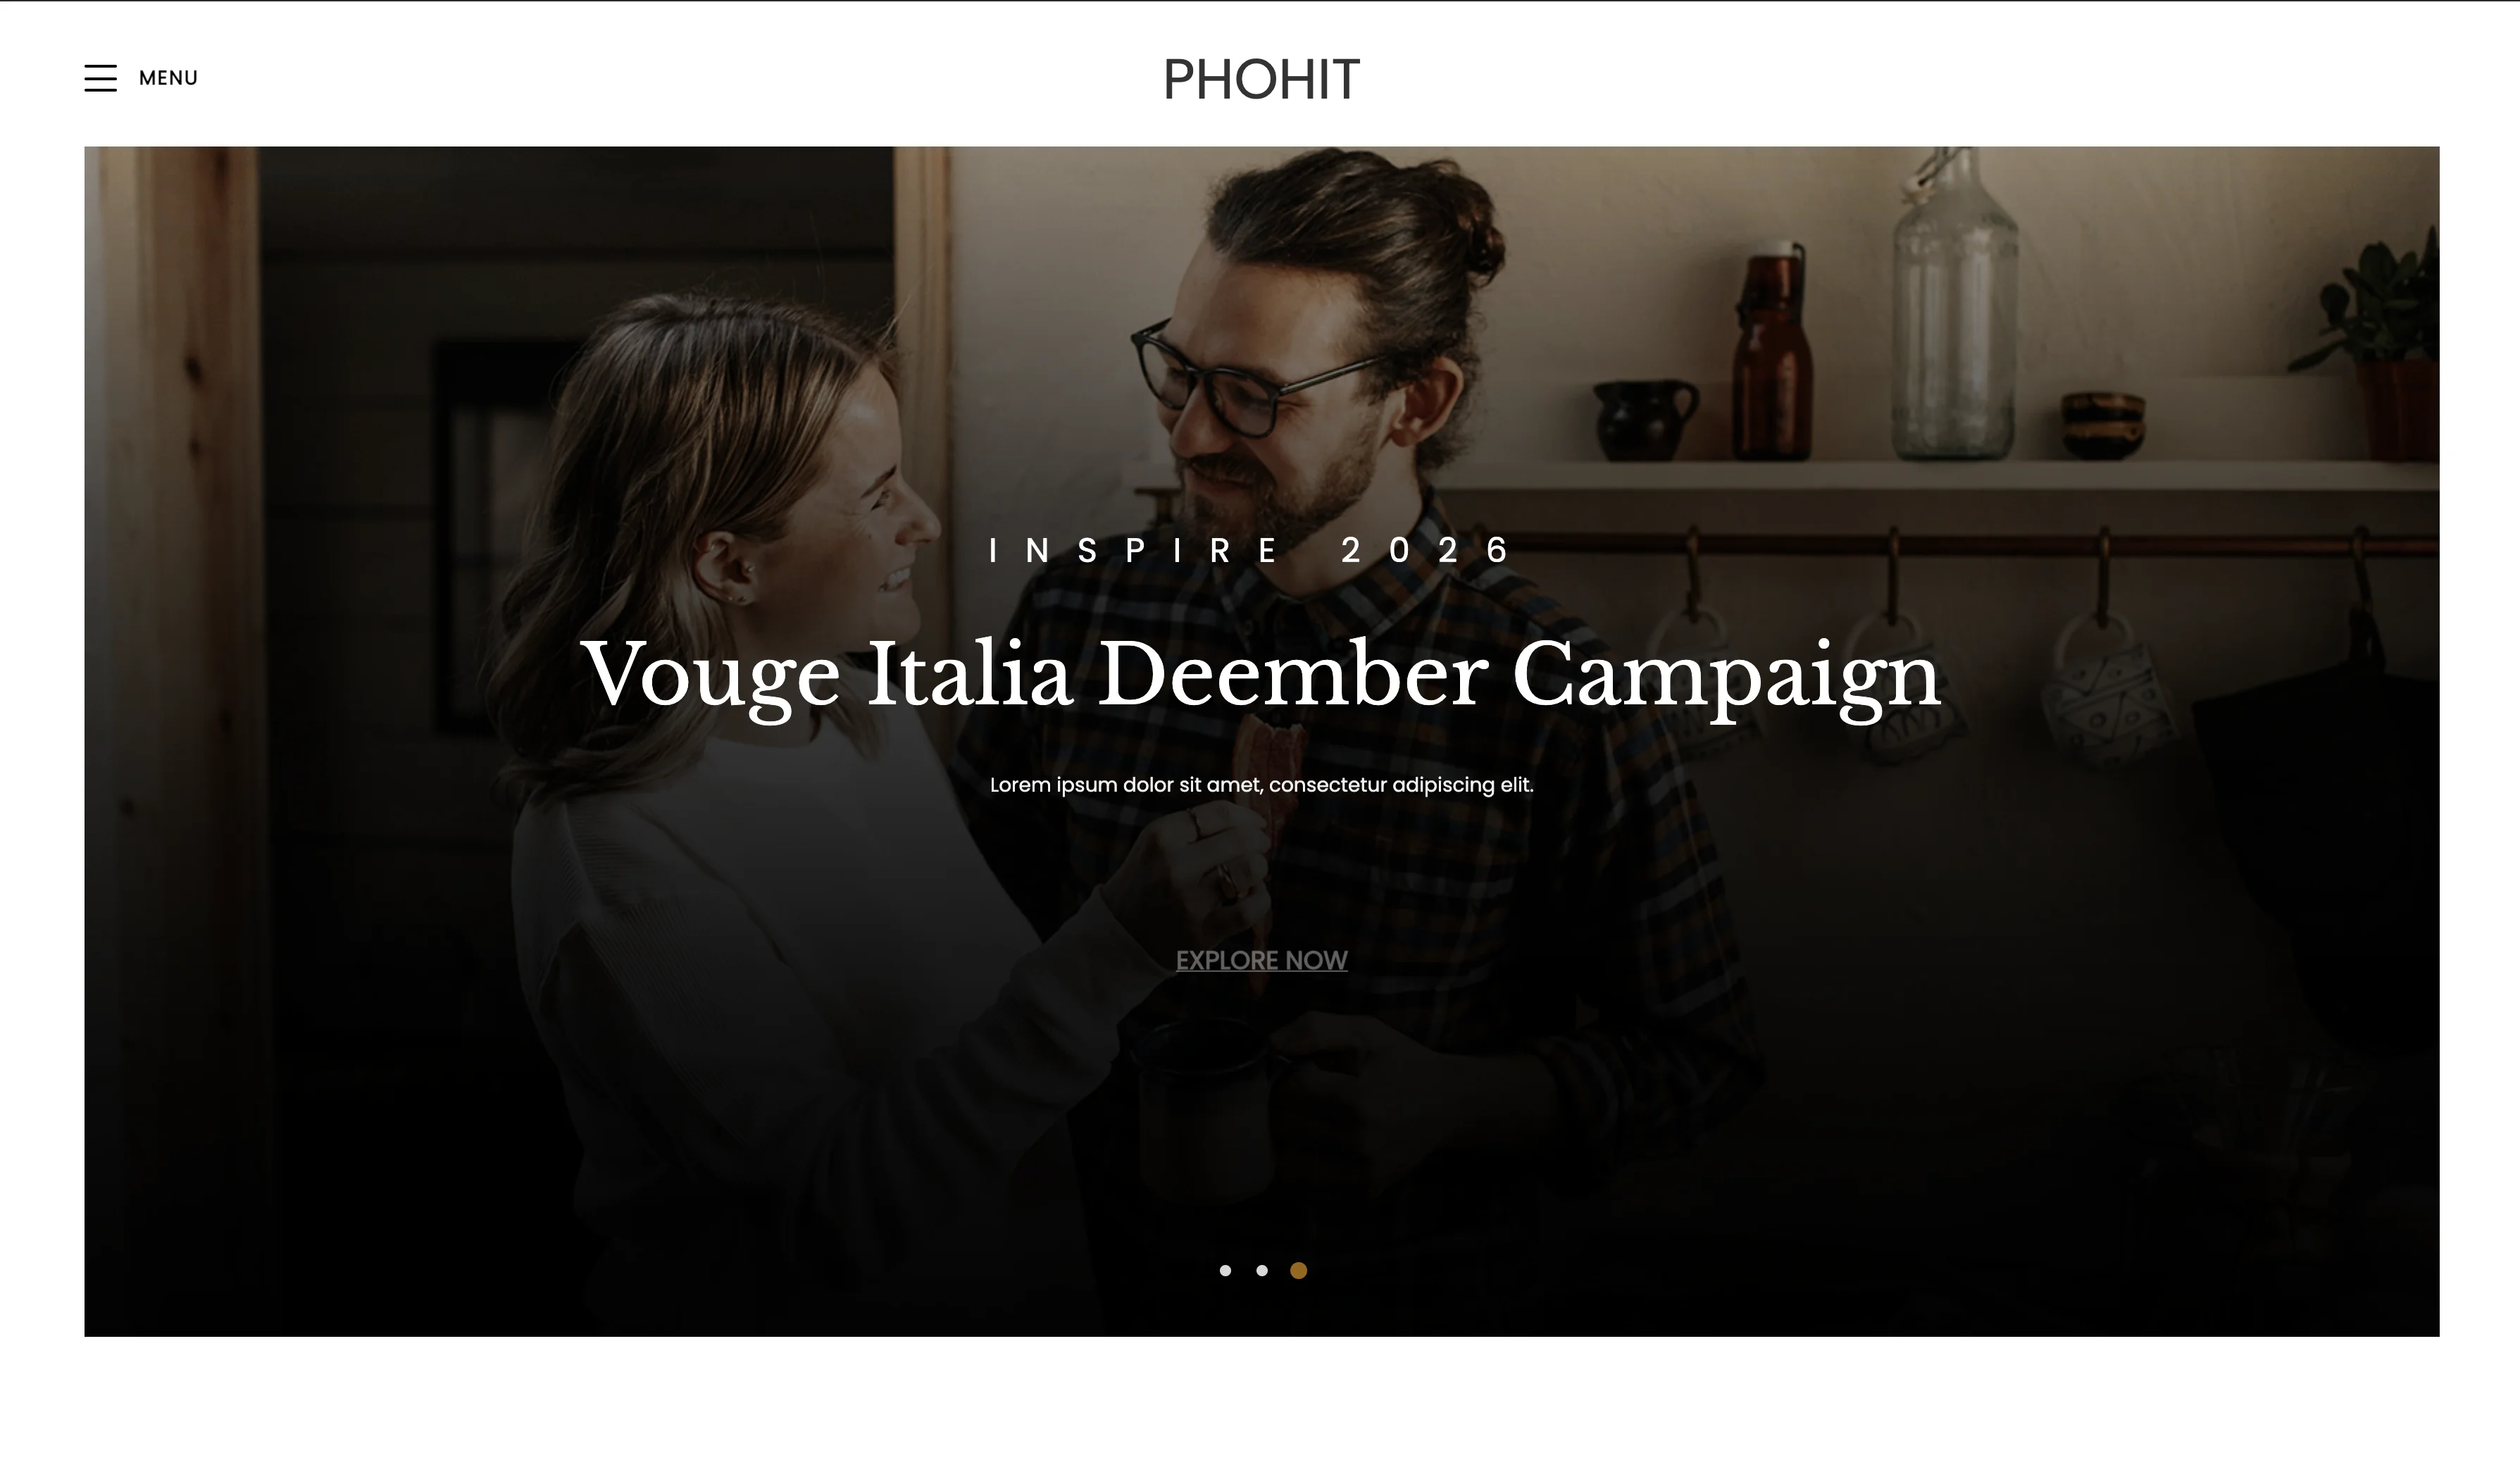 MENU
PHOHIT
INSPIRE 2026
Vouge Italia Deember Campaign
Lorem ipsum dolor sit amet, consectetur adipiscing elit.
EXPLORE NOW